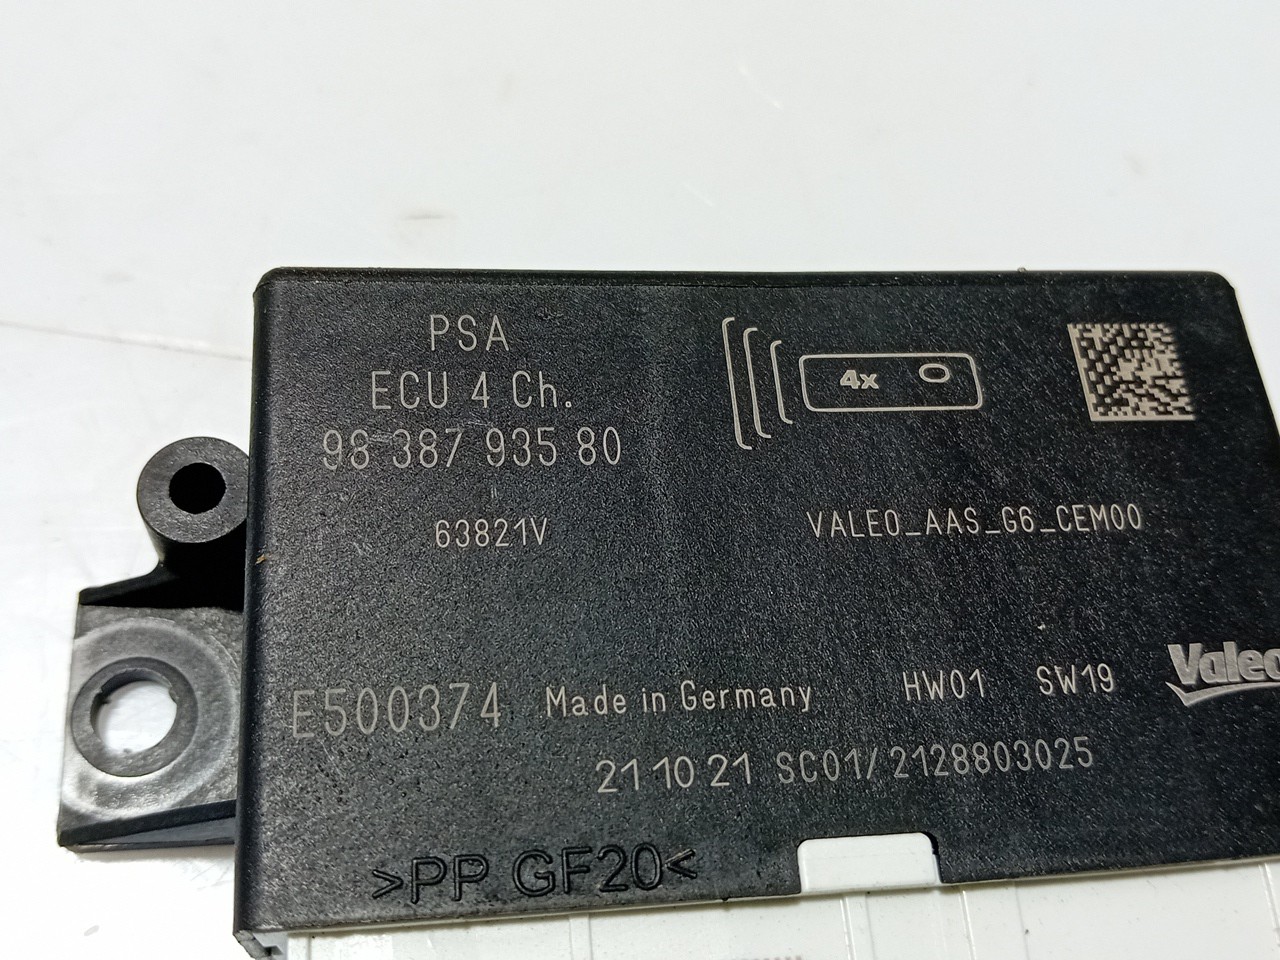 PSA
ECU 4 Ch.
98 387 935 80
63821V
4x
VALEO_AAS_G6_CEM00
E500374 Made in Germany HW01 SW19 Valeo
21 10 21 SC01/2128803025
>PP GF20<